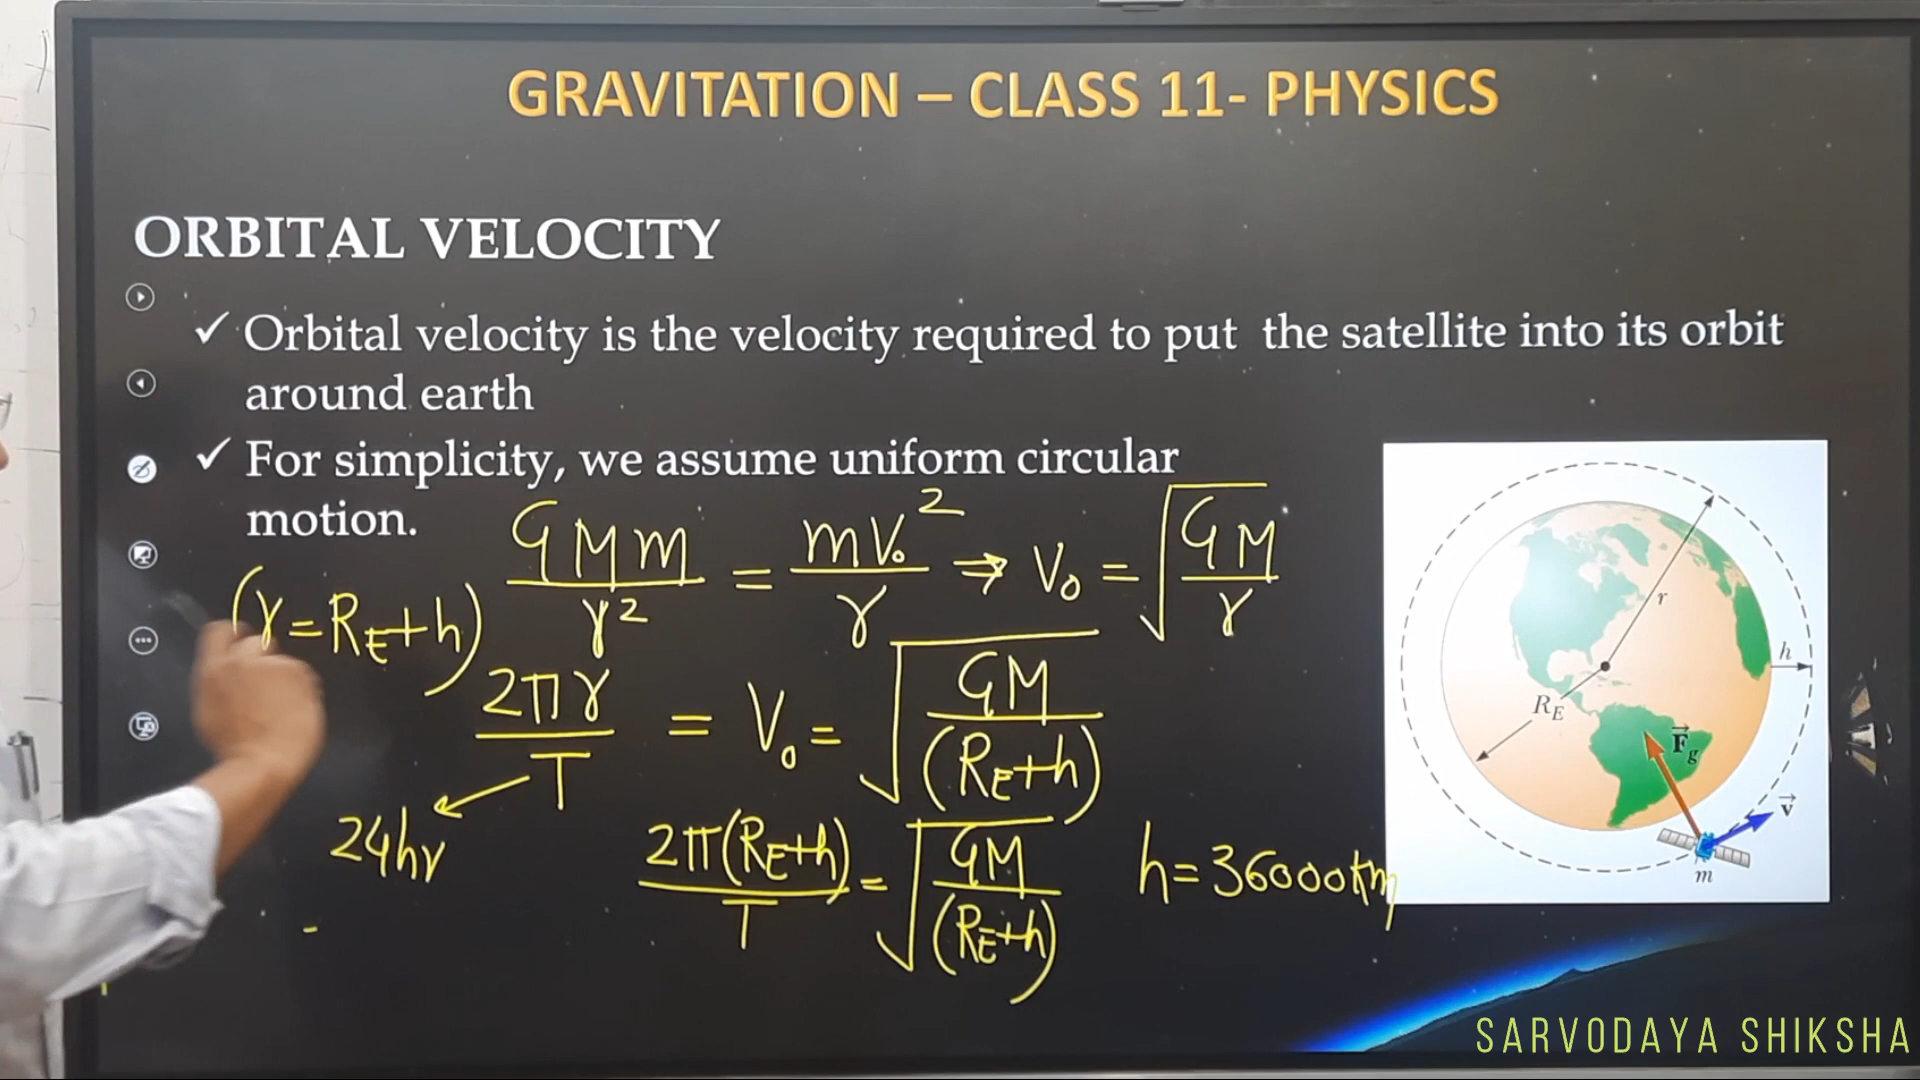 GRAVITATION – CLASS 11- PHYSICS
ORBITAL VELOCITY
✓ Orbital velocity is the velocity required to put the satellite into its orbit
around earth
✓ For simplicity, we assume uniform circular
motion.
GMm/r² = mV₀²/r ⇒ V₀ = √(GM/r)
(r = R_E + h)
2πr/T = V₀ = √(GM/(R_E+h))
24hr
2π(R_E+h)/T = √(GM/(R_E+h)) h = 36000km
r
h
R_E
F⃗_g
v⃗
m
SARVODAYA SHIKSHA